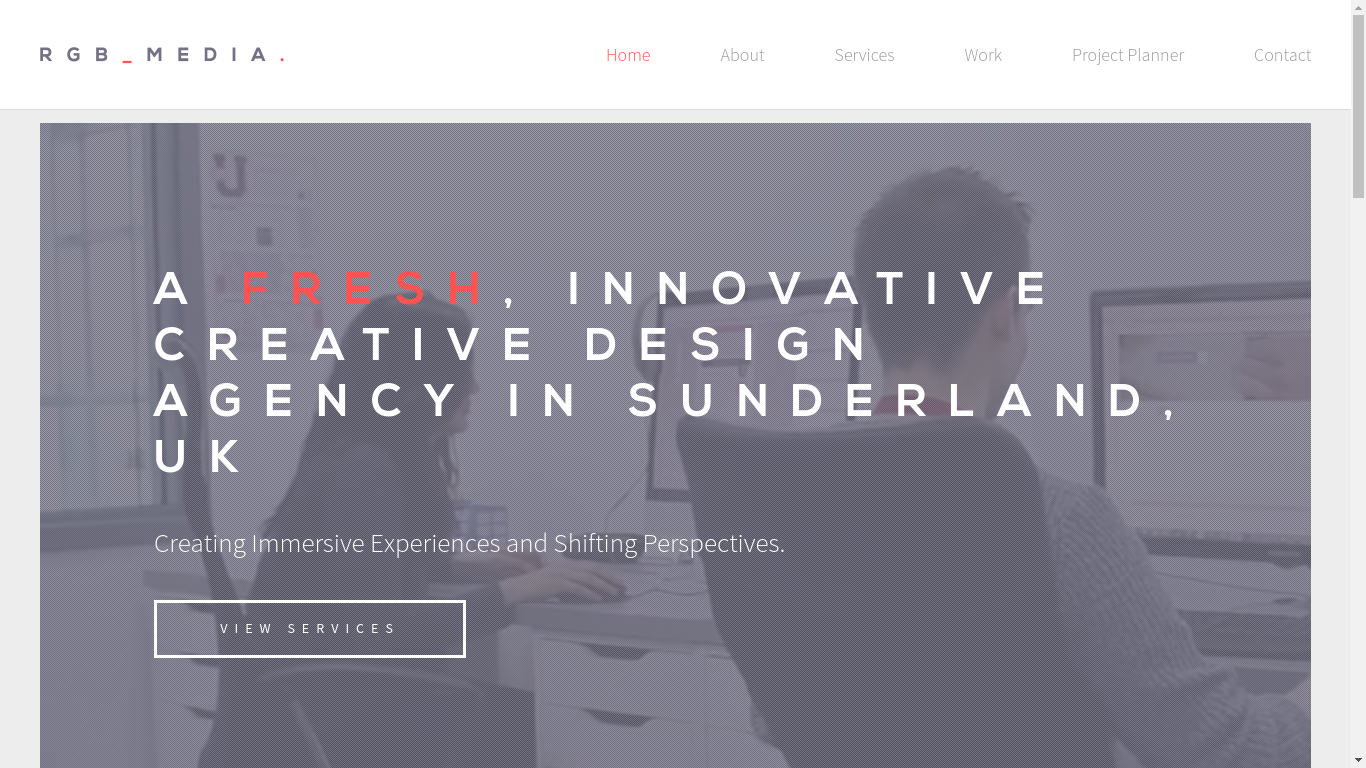 RGB_MEDIA.
Home
About
Services
Work
Project Planner
Contact
A FRESH, INNOVATIVE
CREATIVE DESIGN
AGENCY IN SUNDERLAND,
UK
Creating Immersive Experiences and Shifting Perspectives.
VIEW SERVICES